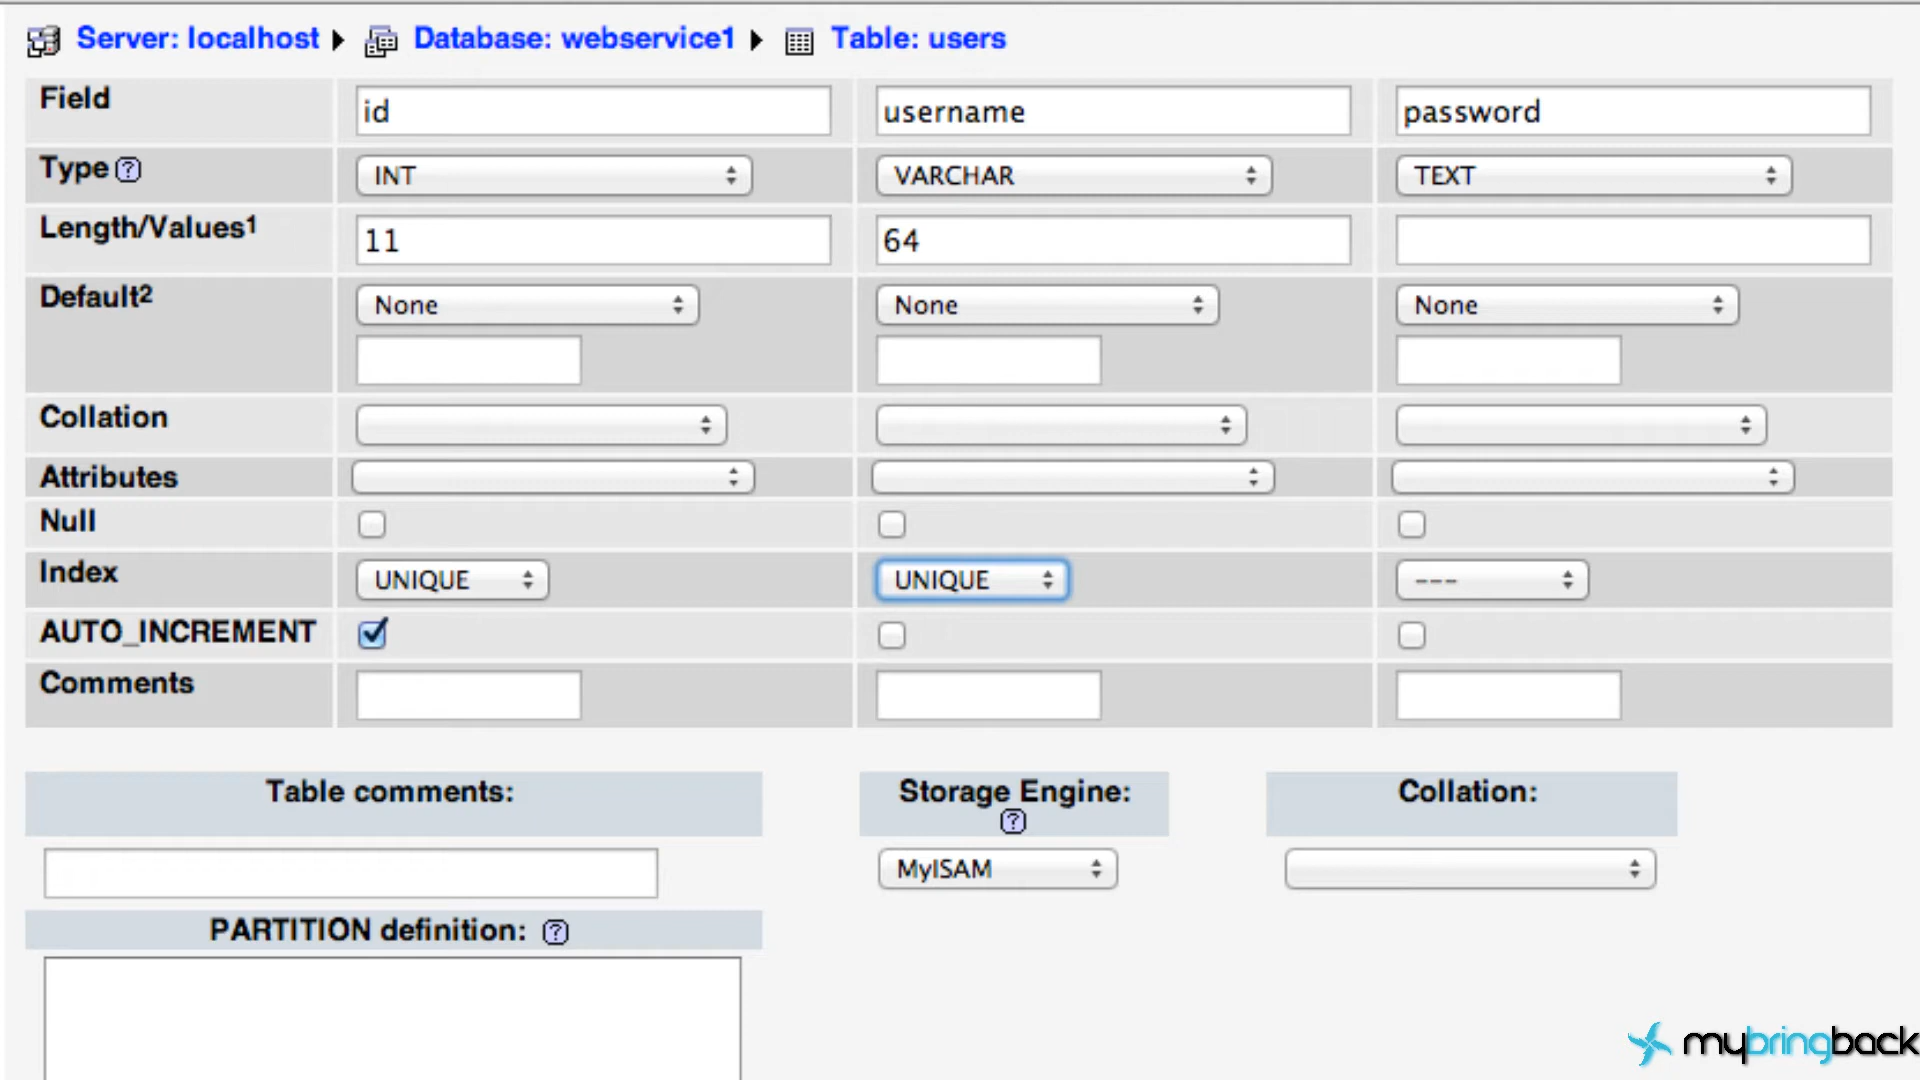 Server: localhost Database: webservice1 Table: users
Field id username password
Type ? INT VARCHAR TEXT
Length/Values1 11 64
Default2 None None None
Collation
Attributes
Null
Index UNIQUE UNIQUE ---
AUTO_INCREMENT
Comments
Table comments: Storage Engine: ? Collation:
MyISAM
PARTITION definition: ?
mybringback